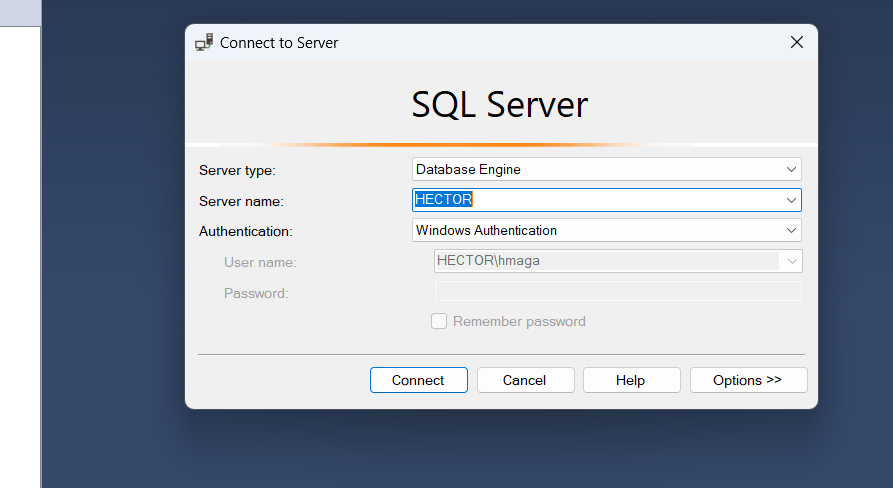 Connect to Server
SQL Server
Server type: Database Engine
Server name: HECTOR
Authentication: Windows Authentication
User name: HECTOR\hmaga
Password:
Remember password
Connect Cancel Help Options >>